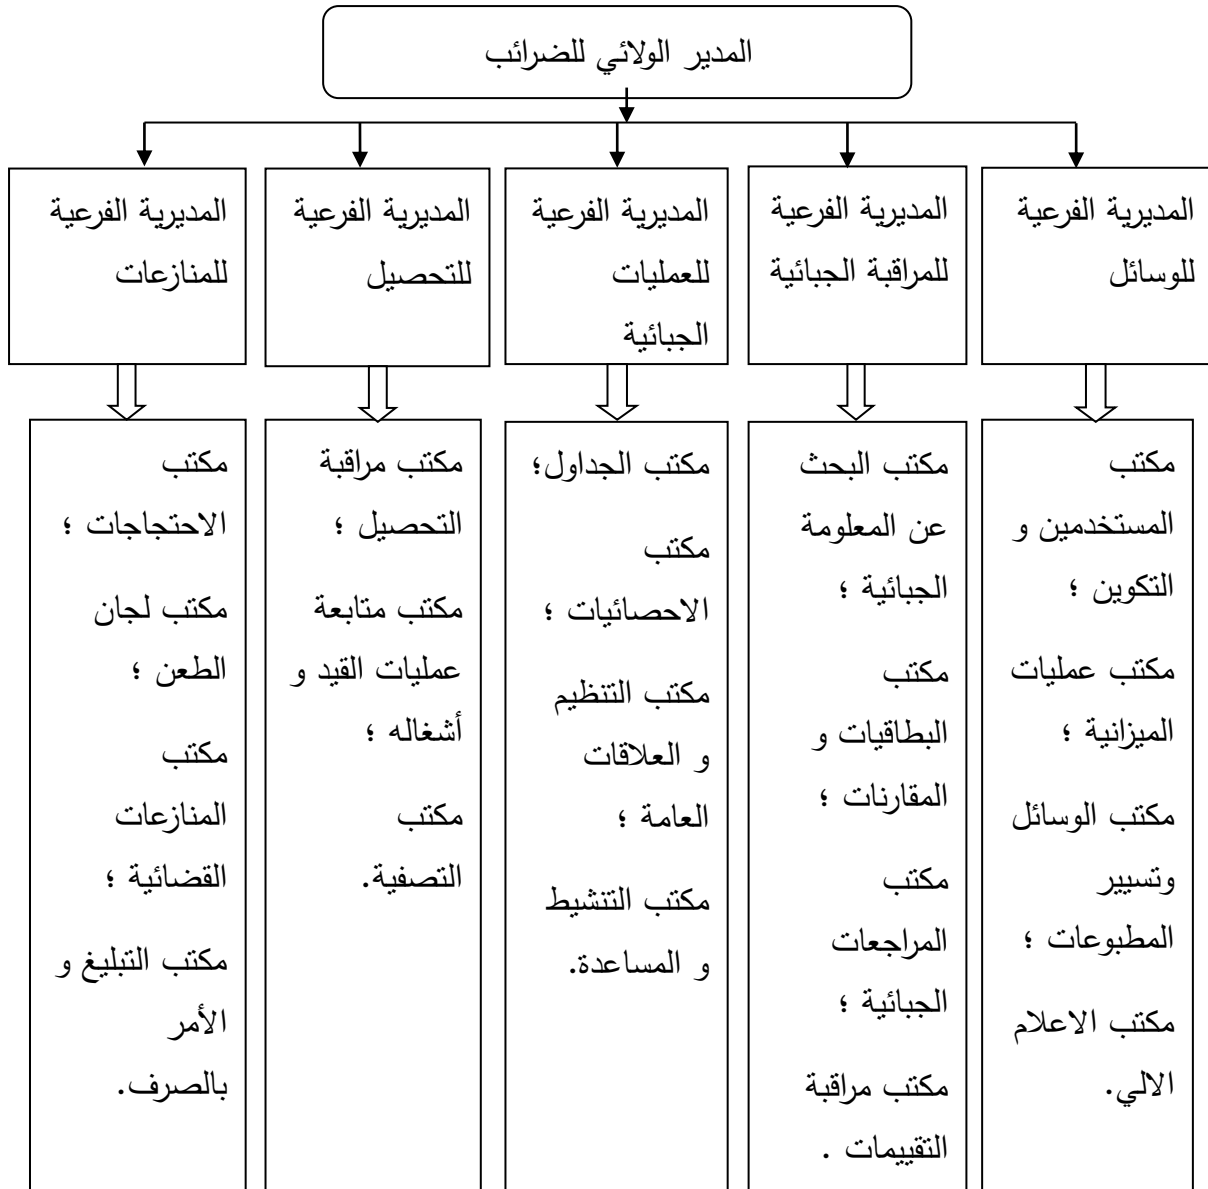 المدير الولائي للضرائب
المديرية الفرعية
للوسائل
المديرية الفرعية
للمراقبة الجبائية
المديرية الفرعية
للعمليات
الجبائية
المديرية الفرعية
للتحصيل
المديرية الفرعية
للمنازعات
مكتب
المستخدمين و
التكوين ؛
مكتب عمليات
الميزانية ؛
مكتب الوسائل
وتسيير
المطبوعات ؛
مكتب الاعلام
الالي.
مكتب البحث
عن المعلومة
الجبائية ؛
مكتب
البطاقيات و
المقارنات ؛
مكتب
المراجعات
الجبائية ؛
مكتب مراقبة
التقييمات .
مكتب الجداول؛
مكتب
الاحصائيات ؛
مكتب التنظيم
و العلاقات
العامة ؛
مكتب التنشيط
و المساعدة.
مكتب مراقبة
التحصيل ؛
مكتب متابعة
عمليات القيد و
أشغاله ؛
مكتب
التصفية.
مكتب
الاحتجاجات ؛
مكتب لجان
الطعن ؛
مكتب
المنازعات
القضائية ؛
مكتب التبليغ و
الأمر
بالصرف.